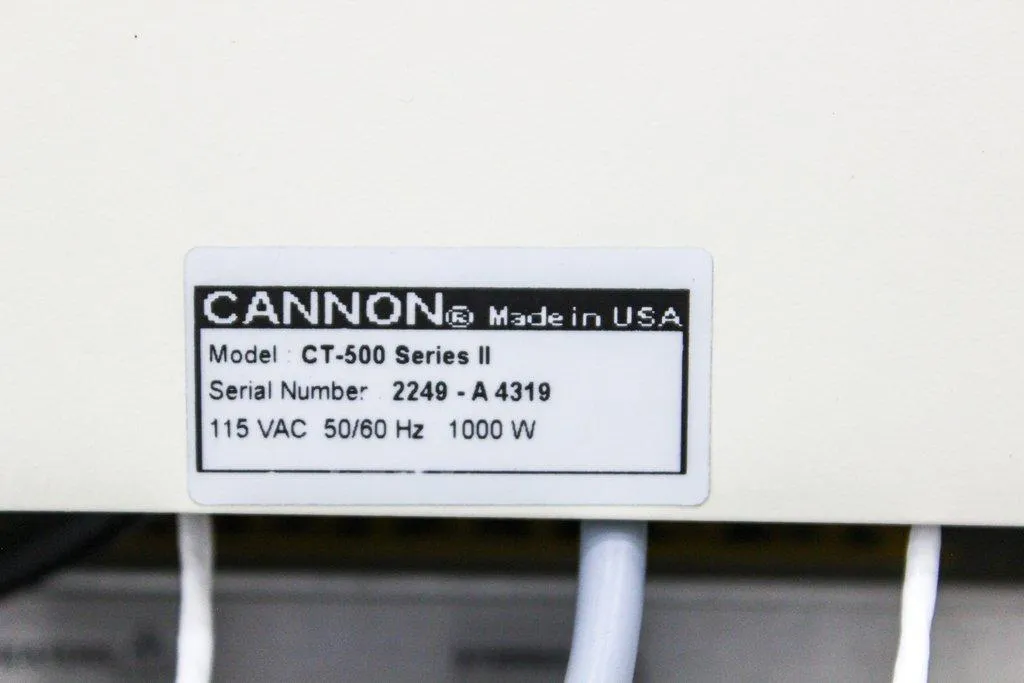 CANNON® Made in USA
Model : CT-500 Series II
Serial Number 2249 - A 4319
115 VAC 50/60 Hz 1000 W